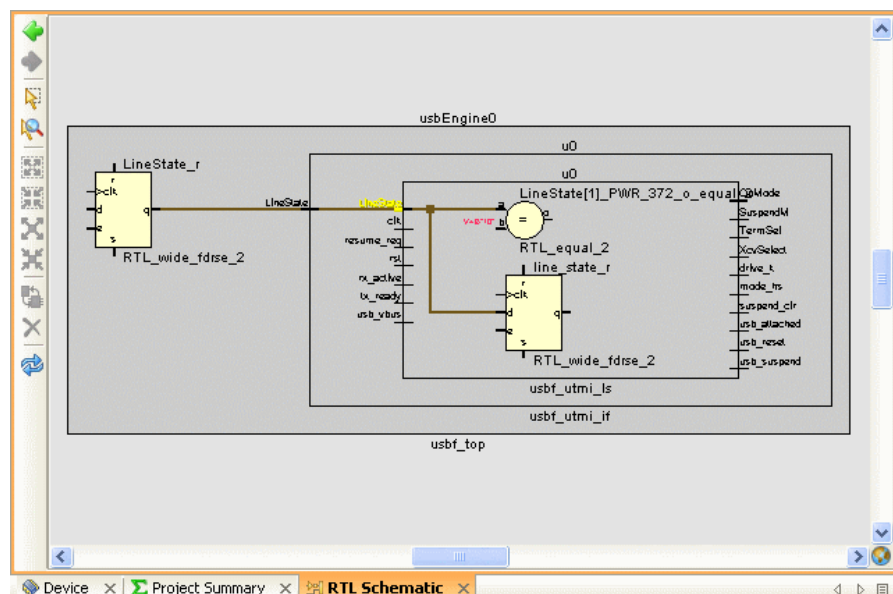 usbEngine0
u0
u0
LineState_r
r
clk
d
q
e
s
RTL_wide_fdrse_2
LineState
LineState
clk
resume_req
rst
rx_active
tx_ready
usb_vbus
LineState[1]_PWR_372_o_equal_2
a
b
=
o
RTL_equal_2
line_state_r
r
clk
d
q
e
s
RTL_wide_fdrse_2
OpMode
SuspendM
TermSel
XcvSelect
drive_k
mode_hs
suspend_clr
usb_attached
usb_reset
usb_suspend
usbf_utmi_ls
usbf_utmi_if
usbf_top
Device
Project Summary
RTL Schematic